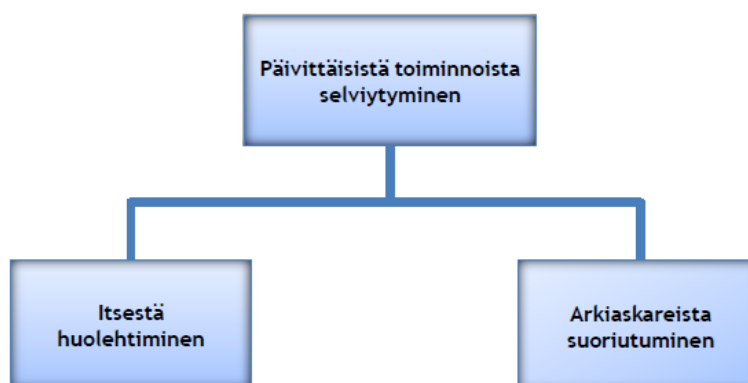 Päivittäisistä toiminnoista
selviytyminen
Itsestä
huolehtiminen
Arkiaskareista
suoriutuminen